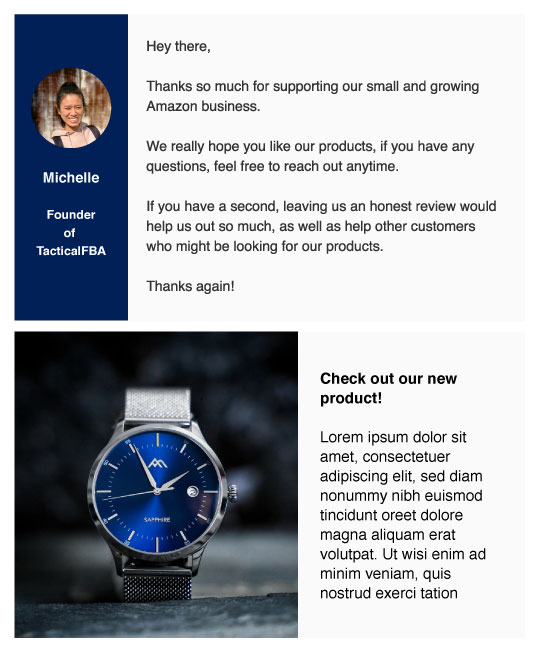 Michelle
Founder
of
TacticalFBA
Hey there,
Thanks so much for supporting our small and growing
Amazon business.
We really hope you like our products, if you have any
questions, feel free to reach out anytime.
If you have a second, leaving us an honest review would
help us out so much, as well as help other customers
who might be looking for our products.
Thanks again!
SAPPHIRE
Check out our new
product!
Lorem ipsum dolor sit
amet, consectetuer
adipiscing elit, sed diam
nonummy nibh euismod
tincidunt oreet dolore
magna aliquam erat
volutpat. Ut wisi enim ad
minim veniam, quis
nostrud exerci tation